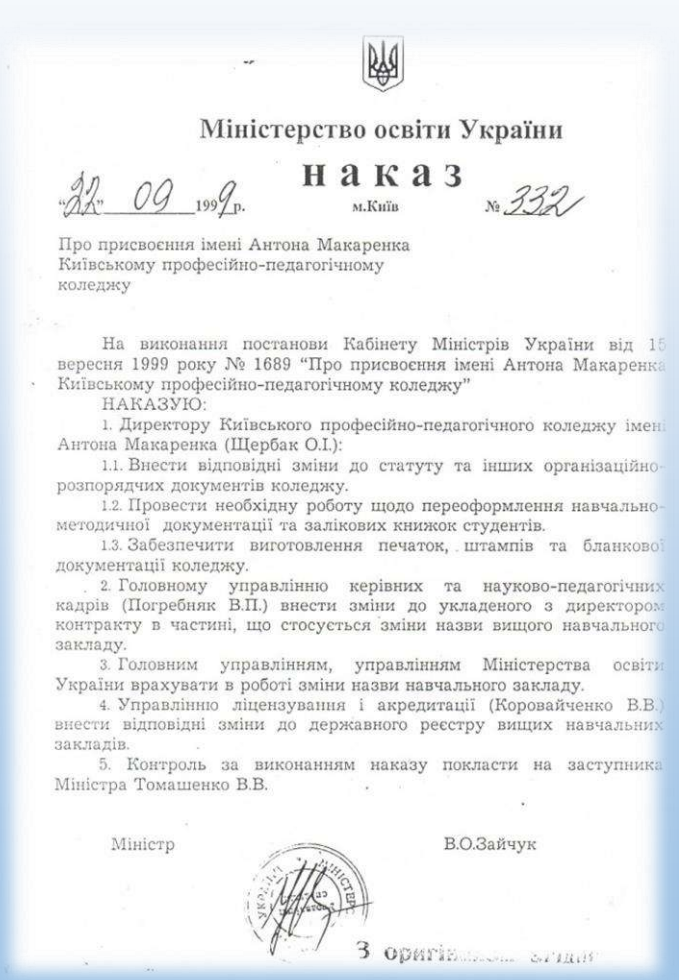 Міністерство освіти України
наказ
“22” 09 1999р. м.Київ № 332
Про присвоєння імені Антона Макаренка
Київському професійно-педагогічному
коледжу
На виконання постанови Кабінету Міністрів України від 15
вересня 1999 року № 1689 “Про присвоєння імені Антона Макаренка
Київському професійно-педагогічному коледжу”
НАКАЗУЮ:
1. Директору Київського професійно-педагогічного коледжу імені
Антона Макаренка (Щербак О.І.):
1.1. Внести відповідні зміни до статуту та інших організаційно-
розпорядчих документів коледжу.
1.2. Провести необхідну роботу щодо переоформлення навчально-
методичної документації та залікових книжок студентів.
1.3. Забезпечити виготовлення печаток, штампів та бланкової
документації коледжу.
2. Головному управлінню керівних та науково-педагогічних
кадрів (Погребняк В.П.) внести зміни до укладеного з директором
контракту в частині, що стосується зміни назви вищого навчального
закладу.
3. Головним управлінням, управлінням Міністерства освіти
України врахувати в роботі зміни назви навчального закладу.
4. Управлінню ліцензування і акредитації (Коровайченко В.В.)
внести відповідні зміни до державного реєстру вищих навчальних
закладів.
5. Контроль за виконанням наказу покласти на заступника
Міністра Томашенко В.В.
Міністр В.О.Зайчук
З